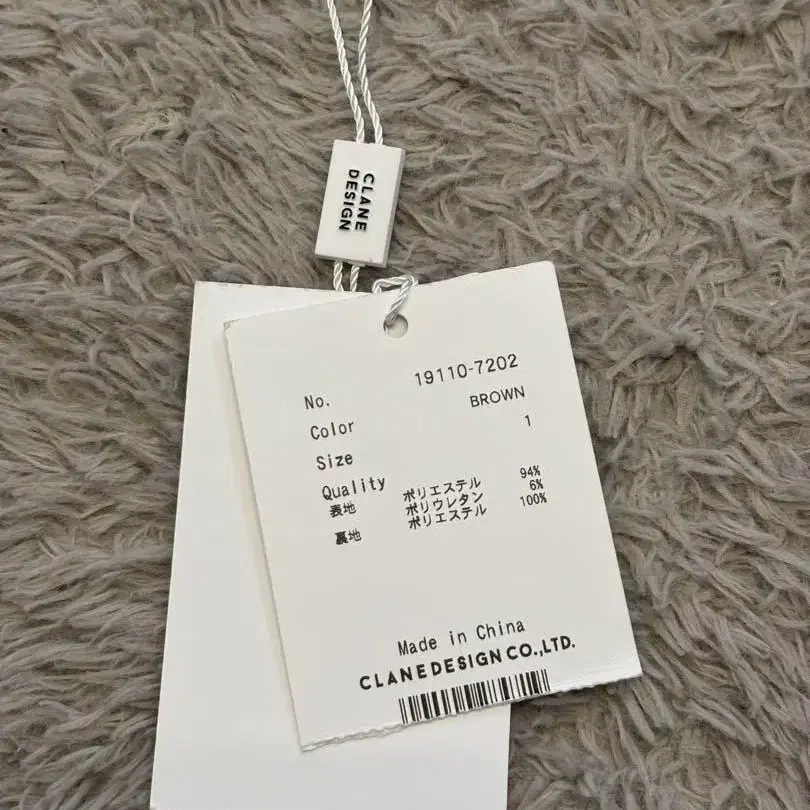 CLANE
DESIGN
No. 19110-7202
Color BROWN
Size 1
Quality
表地 ポリエステル 94%
ポリウレタン 6%
裏地 ポリエステル 100%
Made in China
CLANEDESIGN CO.,LTD.